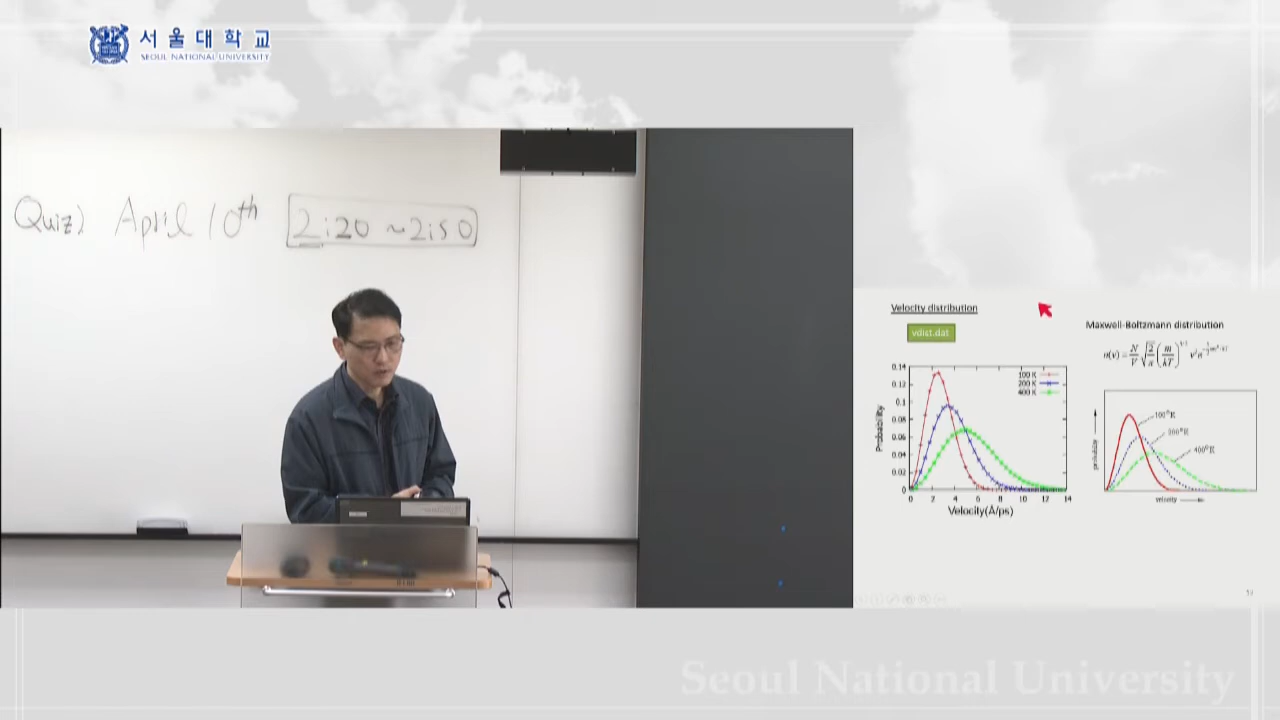 서울대학교
SEOUL NATIONAL UNIVERSITY
Quiz) April 10th 2:20 ~2:50
Velocity distribution
vdist.dat
Maxwell-Boltzmann distribution
0.14
0.12
0.1
0.08
0.06
0.04
0.02
0
Probability
100 K
200 K
400 K
0 2 4 6 8 10 12 14
Velocity(Å/ps)
probability
100°K
400°K
velocity
Seoul National University